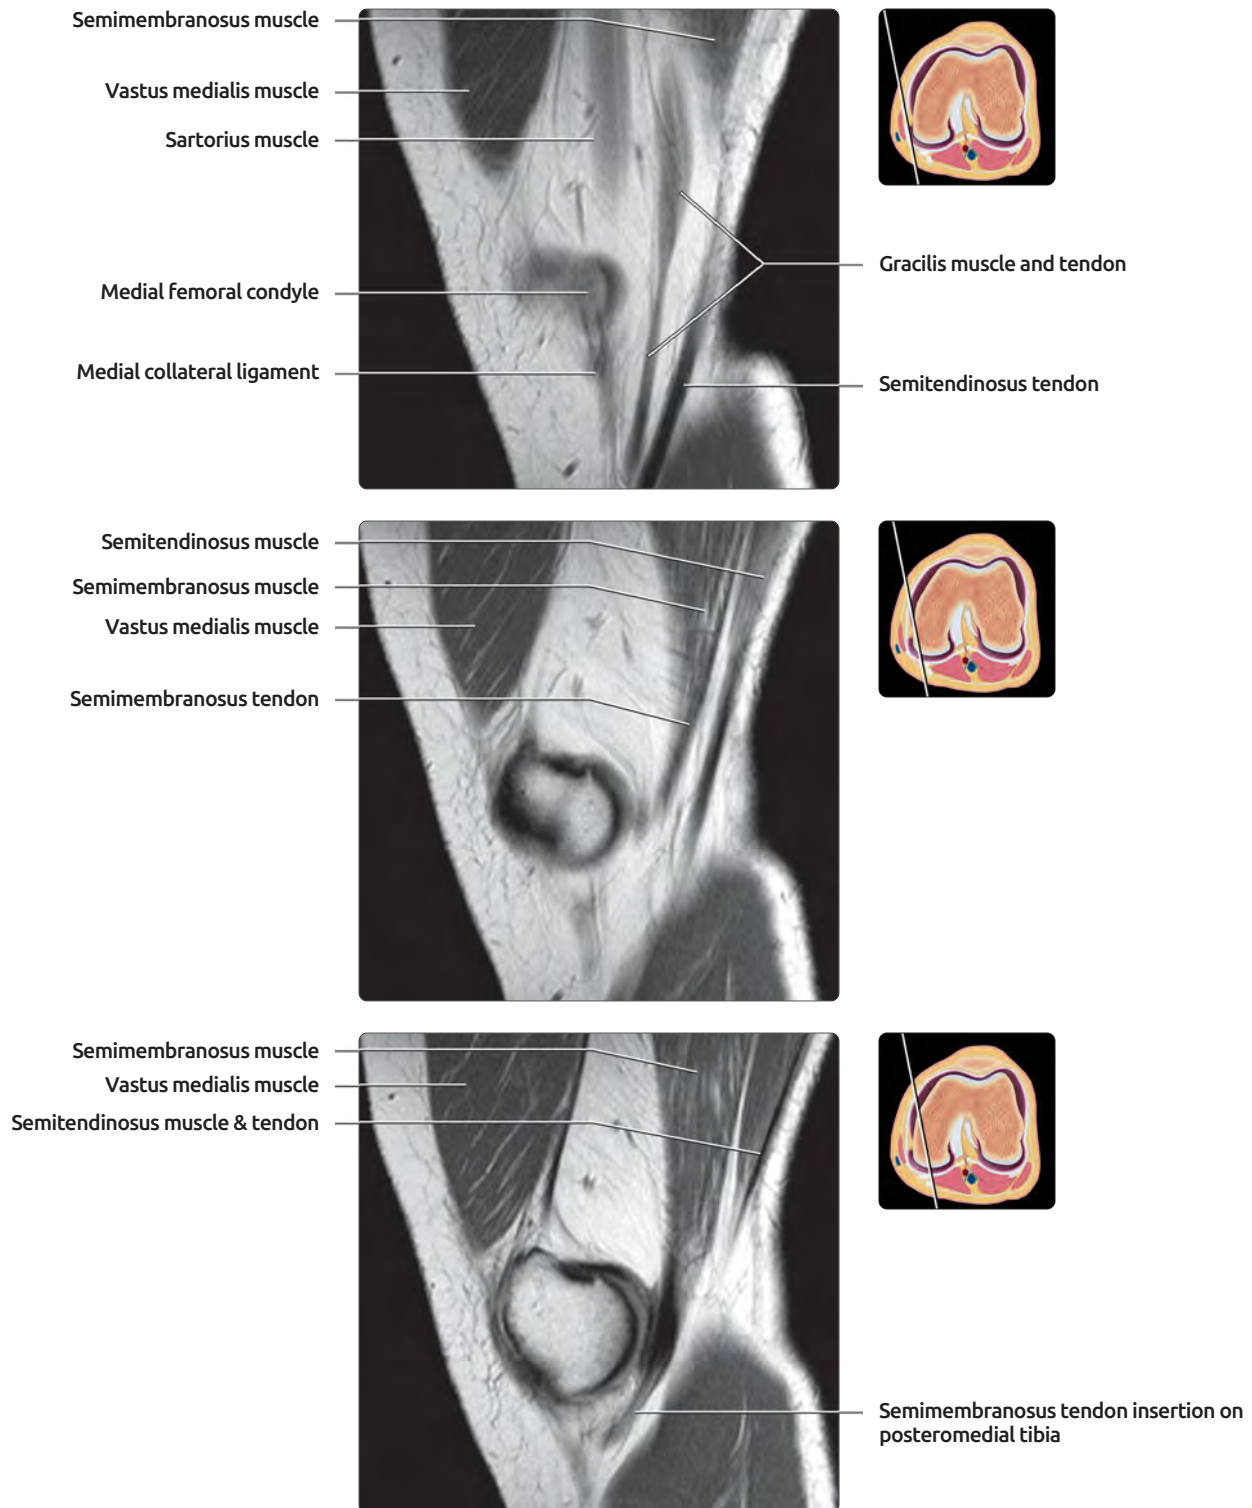 Semimembranosus muscle
Vastus medialis muscle
Sartorius muscle
Gracilis muscle and tendon
Medial femoral condyle
Medial collateral ligament
Semitendinosus tendon
Semitendinosus muscle
Semimembranosus muscle
Vastus medialis muscle
Semimembranosus tendon
Semimembranosus muscle
Vastus medialis muscle
Semitendinosus muscle & tendon
Semimembranosus tendon insertion on
posteromedial tibia